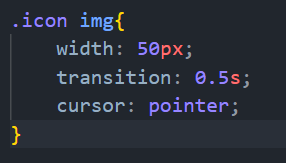 .icon img{
    width: 50px;
    transition: 0.5s;
    cursor: pointer;
}